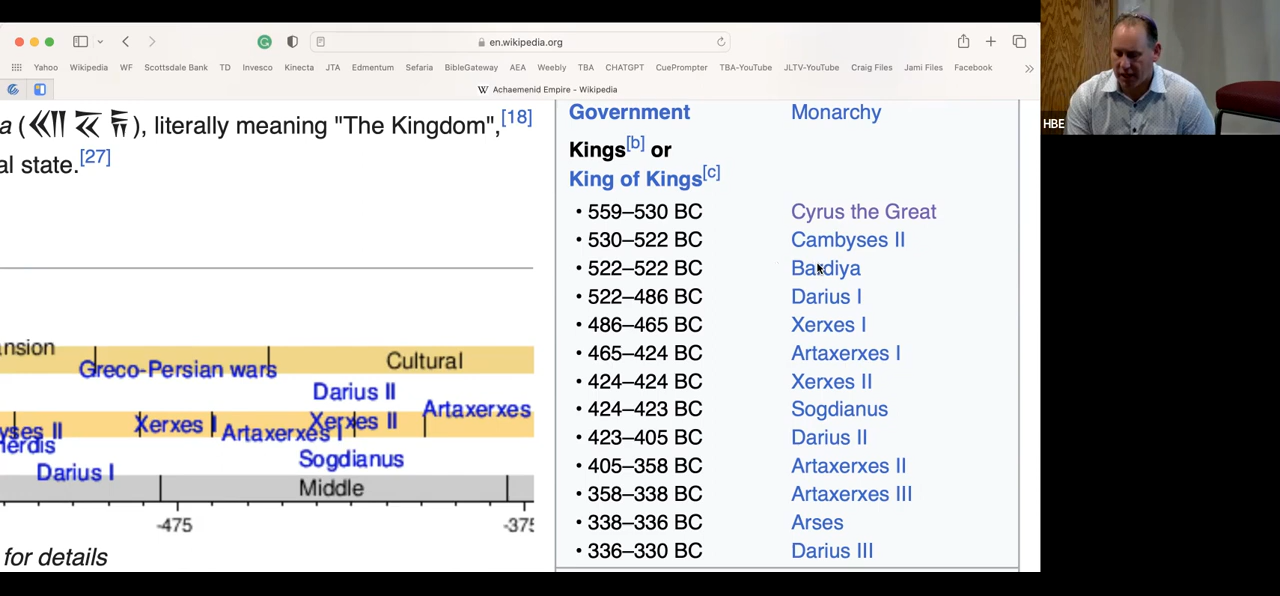 en.wikipedia.org
Yahoo Wikipedia WF Scottsdale Bank TD Invesco Kinecta JTA Edmentum Sefaria BibleGateway AEA Weebly TBA CHATGPT CuePrompter TBA-YouTube JLTV-YouTube Craig Files Jami Files Facebook
W Achaemenid Empire - Wikipedia
a (𐎧𐏁), literally meaning "The Kingdom",[18]
al state.[27]
nsion
Greco-Persian wars
Cultural
Darius II
Artaxerxes
Xerxes I
Xerxes II
yses II
Artaxerxes I
nerdis
Sogdianus
Darius I
Middle
-475
-375
for details
Government Monarchy
Kings[b] or
King of Kings[c]
• 559–530 BC Cyrus the Great
• 530–522 BC Cambyses II
• 522–522 BC Bardiya
• 522–486 BC Darius I
• 486–465 BC Xerxes I
• 465–424 BC Artaxerxes I
• 424–424 BC Xerxes II
• 424–423 BC Sogdianus
• 423–405 BC Darius II
• 405–358 BC Artaxerxes II
• 358–338 BC Artaxerxes III
• 338–336 BC Arses
• 336–330 BC Darius III
HBE